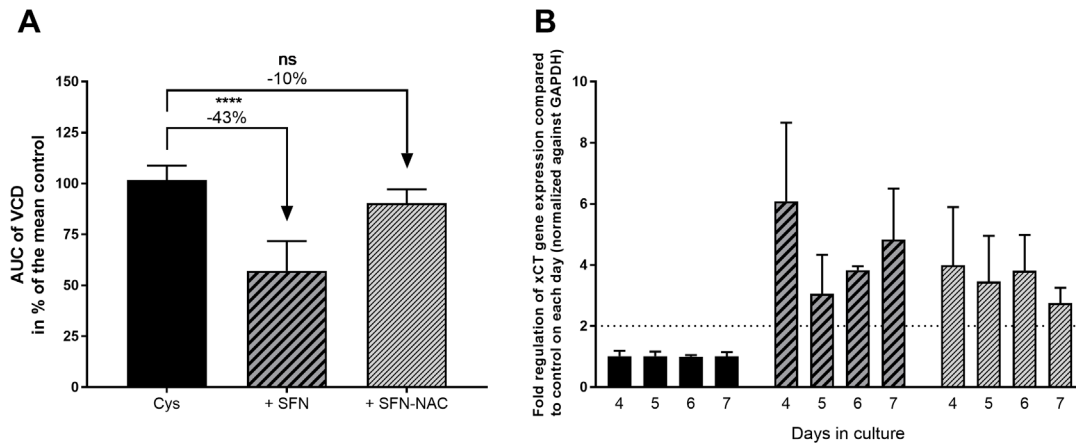 A
ns
-10%
****
-43%
150
125
100
75
50
25
0
AUC of VCD
in % of the mean control
Cys
+ SFN
+ SFN-NAC
B
Fold regulation of xCT gene expression compared
to control on each day (normalized against GAPDH)
10
8
6
4
2
0
4 5 6 7 4 5 6 7 4 5 6 7
Days in culture